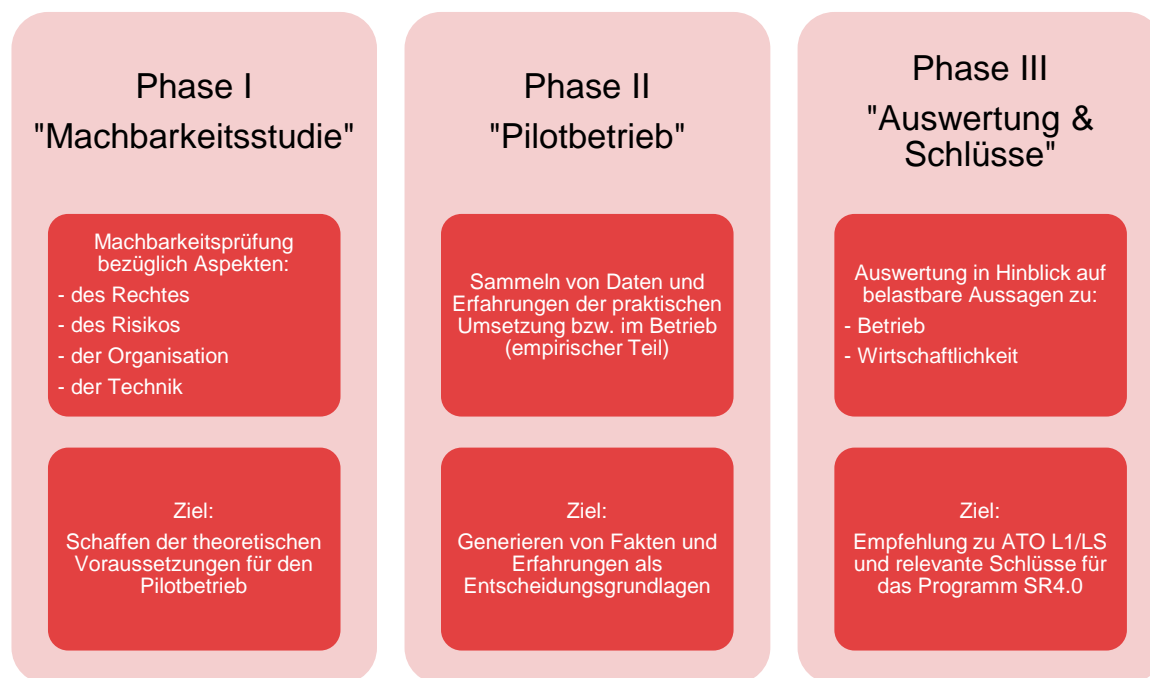 Phase I
"Machbarkeitsstudie"
Machbarkeitsprüfung
bezüglich Aspekten:
- des Rechtes
- des Risikos
- der Organisation
- der Technik
Ziel:
Schaffen der theoretischen
Voraussetzungen für den
Pilotbetrieb
Phase II
"Pilotbetrieb"
Sammeln von Daten und
Erfahrungen der praktischen
Umsetzung bzw. im Betrieb
(empirischer Teil)
Ziel:
Generieren von Fakten und
Erfahrungen als
Entscheidungsgrundlagen
Phase III
"Auswertung &
Schlüsse"
Auswertung in Hinblick auf
belastbare Aussagen zu:
- Betrieb
- Wirtschaftlichkeit
Ziel:
Empfehlung zu ATO L1/LS
und relevante Schlüsse für
das Programm SR4.0